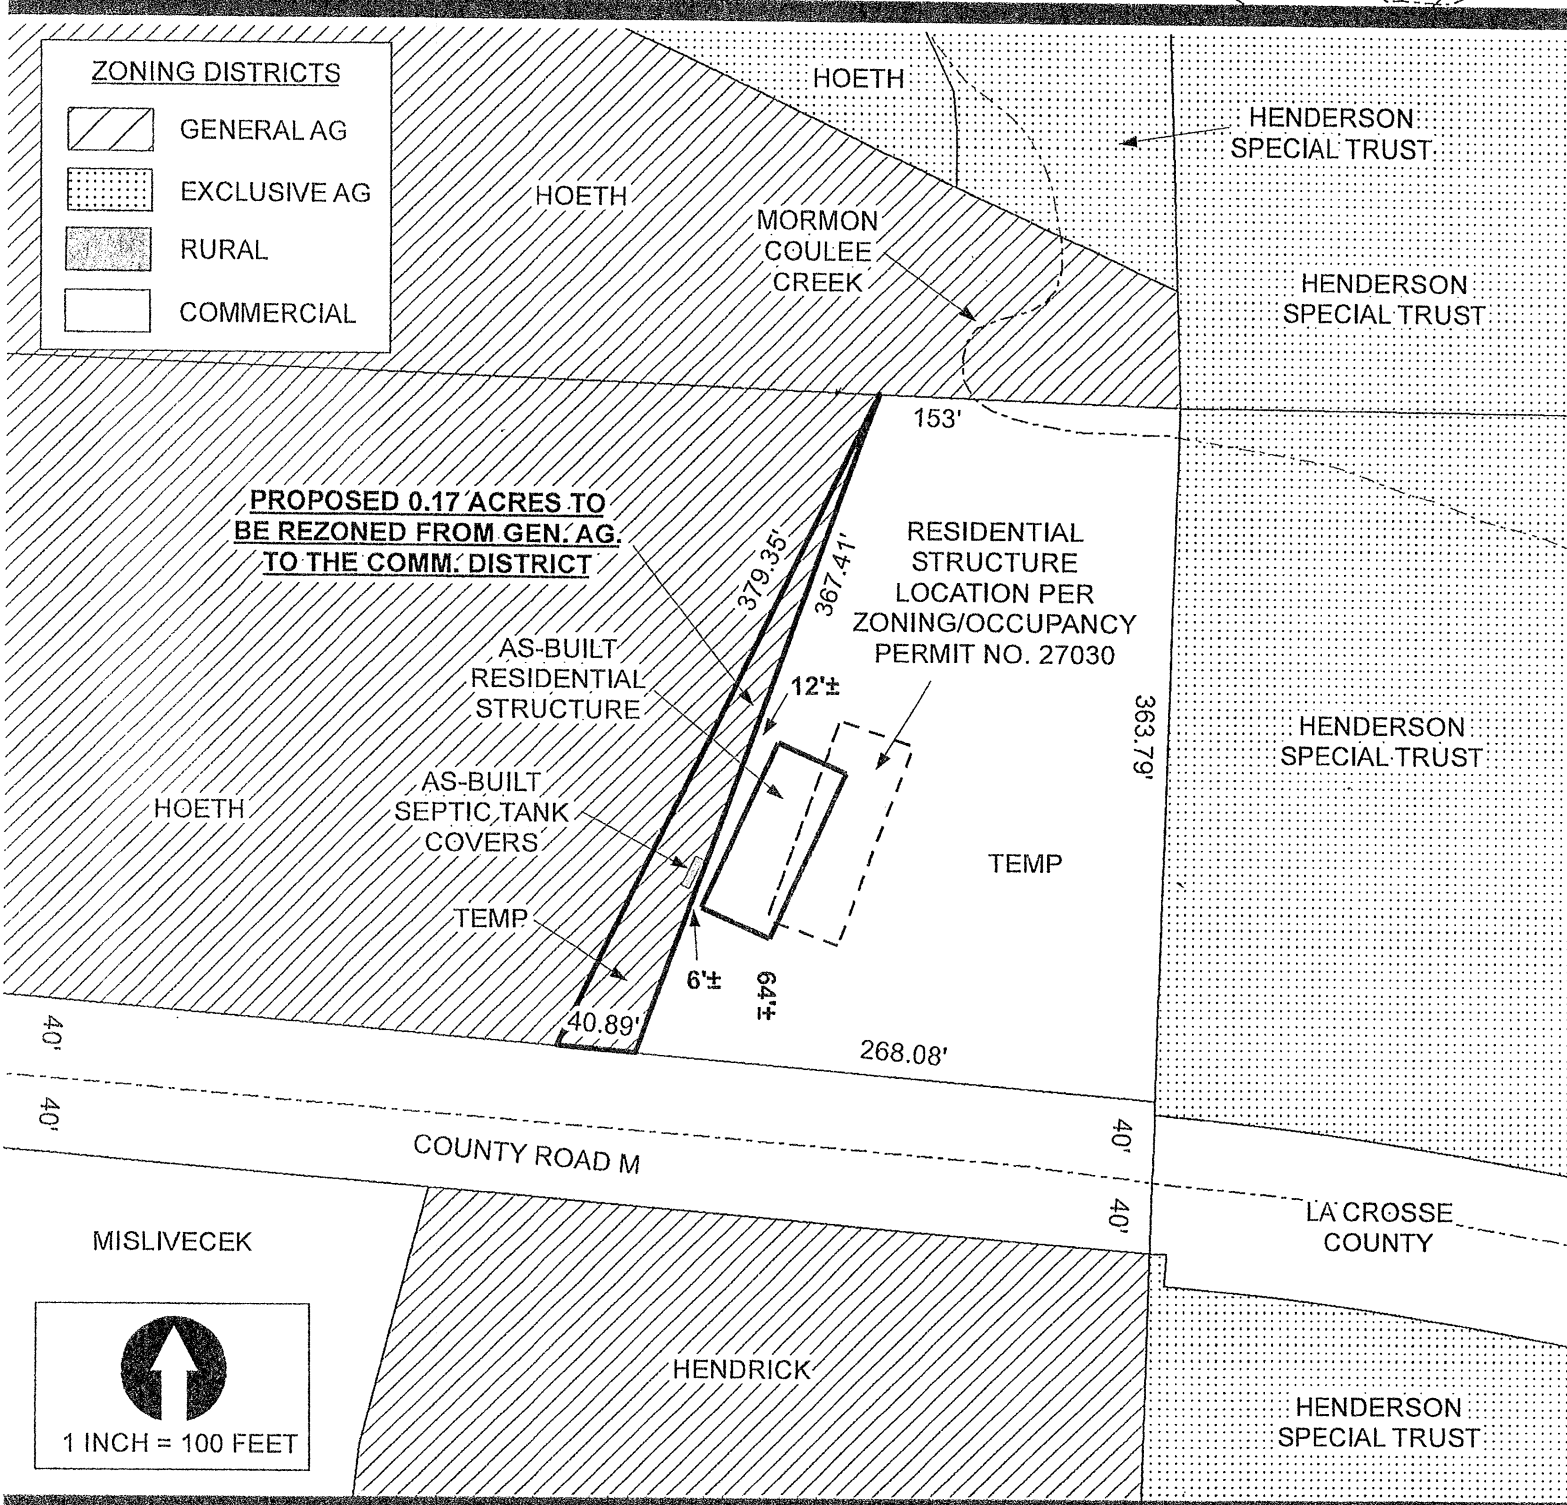 ZONING DISTRICTS
GENERAL AG
EXCLUSIVE AG
RURAL
COMMERCIAL
HOETH
HENDERSON
SPECIAL TRUST
HOETH
MORMON
COULEE
CREEK
HENDERSON
SPECIAL TRUST
153'
PROPOSED 0.17 ACRES TO
BE REZONED FROM GEN. AG.
TO THE COMM. DISTRICT
379.35'
367.41'
RESIDENTIAL
STRUCTURE
LOCATION PER
ZONING/OCCUPANCY
PERMIT NO. 27030
AS-BUILT
RESIDENTIAL
STRUCTURE
12'±
363.79'
HENDERSON
SPECIAL TRUST
AS-BUILT
SEPTIC TANK
COVERS
HOETH
TEMP
TEMP
6'±
64'±
40.89'
268.08'
40'
40'
COUNTY ROAD M
40'
40'
LA CROSSE
COUNTY
MISLIVECEK
HENDRICK
HENDERSON
SPECIAL TRUST
1 INCH = 100 FEET